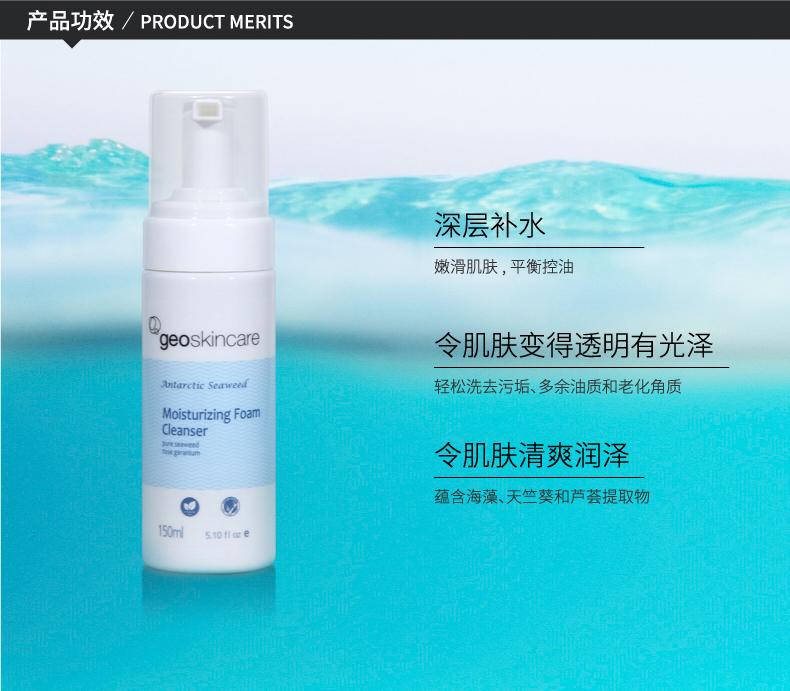 产品功效 / PRODUCT MERITS
深层补水
嫩滑肌肤，平衡控油
geoskincare
令肌肤变得透明有光泽
轻松洗去污垢、多余油质和老化角质
Antarctic Seaweed
Moisturizing Foam
Cleanser
pure seaweed
rose geranium
令肌肤清爽润泽
蕴含海藻、天竺葵和芦荟提取物
150ml 5.10 fl oz e